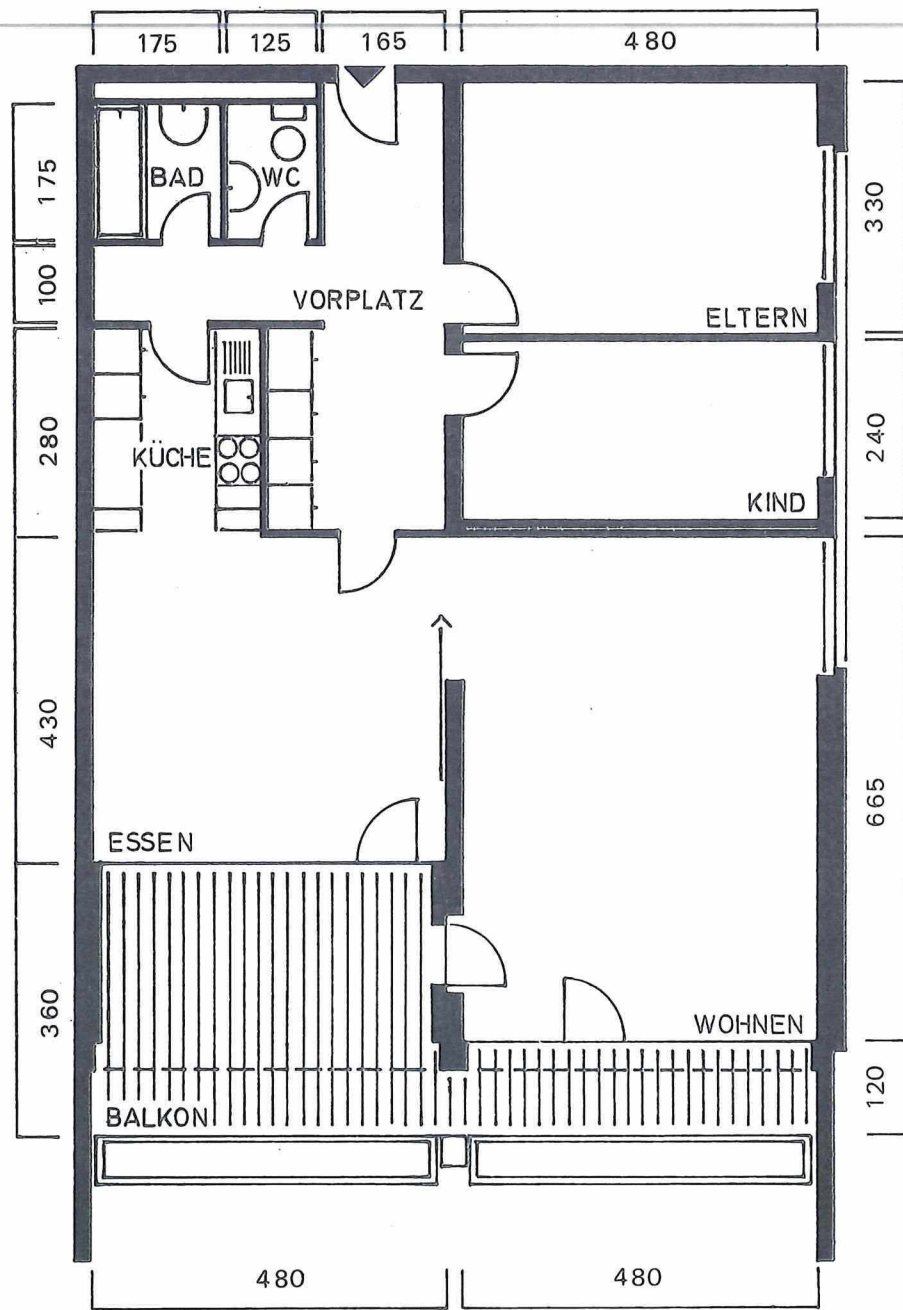 175 125 165 480
175
BAD WC
330
100
VORPLATZ
ELTERN
280
KÜCHE
240
KIND
430
ESSEN
665
360
WOHNEN
BALKON
120
480 480